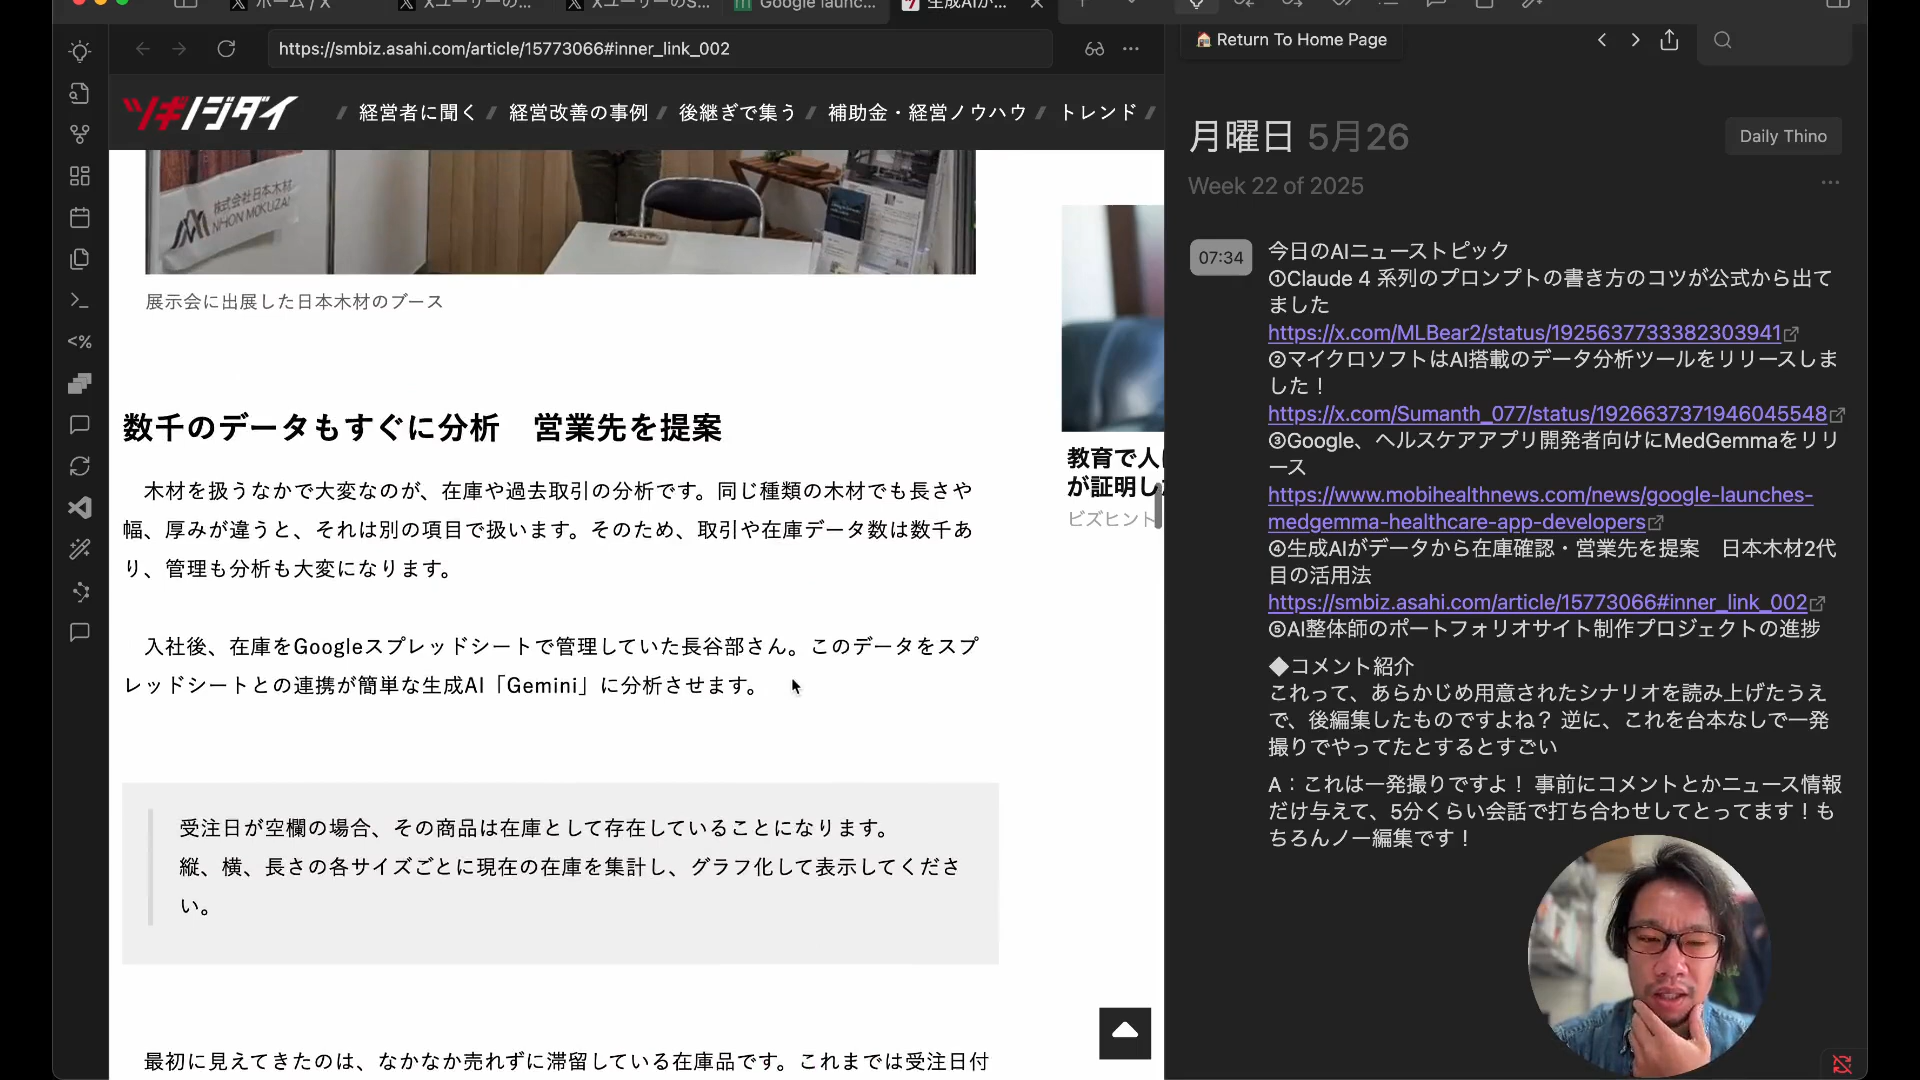 ホーム / X
Xユーザーの...
XユーザーのS...
Google launc...
生成AIが...
https://smbiz.asahi.com/article/15773066#inner_link_002
ツギノジダイ
経営者に聞く
経営改善の事例
後継ぎで集う
補助金・経営ノウハウ
トレンド
株式会社日本木材
NIHON MOKUZAI
展示会に出展した日本木材のブース
数千のデータもすぐに分析　営業先を提案
木材を扱うなかで大変なのが、在庫や過去取引の分析です。同じ種類の木材でも長さや
幅、厚みが違うと、それは別の項目で扱います。そのため、取引や在庫データ数は数千あ
り、管理も分析も大変になります。
入社後、在庫をGoogleスプレッドシートで管理していた長谷部さん。このデータをスプ
レッドシートとの連携が簡単な生成AI「Gemini」に分析させます。
受注日が空欄の場合、その商品は在庫として存在していることになります。
縦、横、長さの各サイズごとに現在の在庫を集計し、グラフ化して表示してくださ
い。
最初に見えてきたのは、なかなか売れずに滞留している在庫品です。これまでは受注日付
教育で人
が証明し
ビズヒント
Return To Home Page
月曜日 5月26
Daily Thino
Week 22 of 2025
07:34
今日のAIニューストピック
①Claude 4 系列のプロンプトの書き方のコツが公式から出て
ました
https://x.com/MLBear2/status/1925637733382303941
②マイクロソフトはAI搭載のデータ分析ツールをリリースしま
した！
https://x.com/Sumanth_077/status/1926637371946045548
③Google、ヘルスケアアプリ開発者向けにMedGemmaをリリ
ース
https://www.mobihealthnews.com/news/google-launches-
medgemma-healthcare-app-developers
④生成AIがデータから在庫確認・営業先を提案　日本木材2代
目の活用法
https://smbiz.asahi.com/article/15773066#inner_link_002
⑤AI整体師のポートフォリオサイト制作プロジェクトの進捗
◆コメント紹介
これって、あらかじめ用意されたシナリオを読み上げたうえ
で、後編集したものですよね？ 逆に、これを台本なしで一発
撮りでやってたとするとすごい
A：これは一発撮りですよ！ 事前にコメントとかニュース情報
だけ与えて、5分くらい会話で打ち合わせしてとってます！も
ちろんノー編集です！